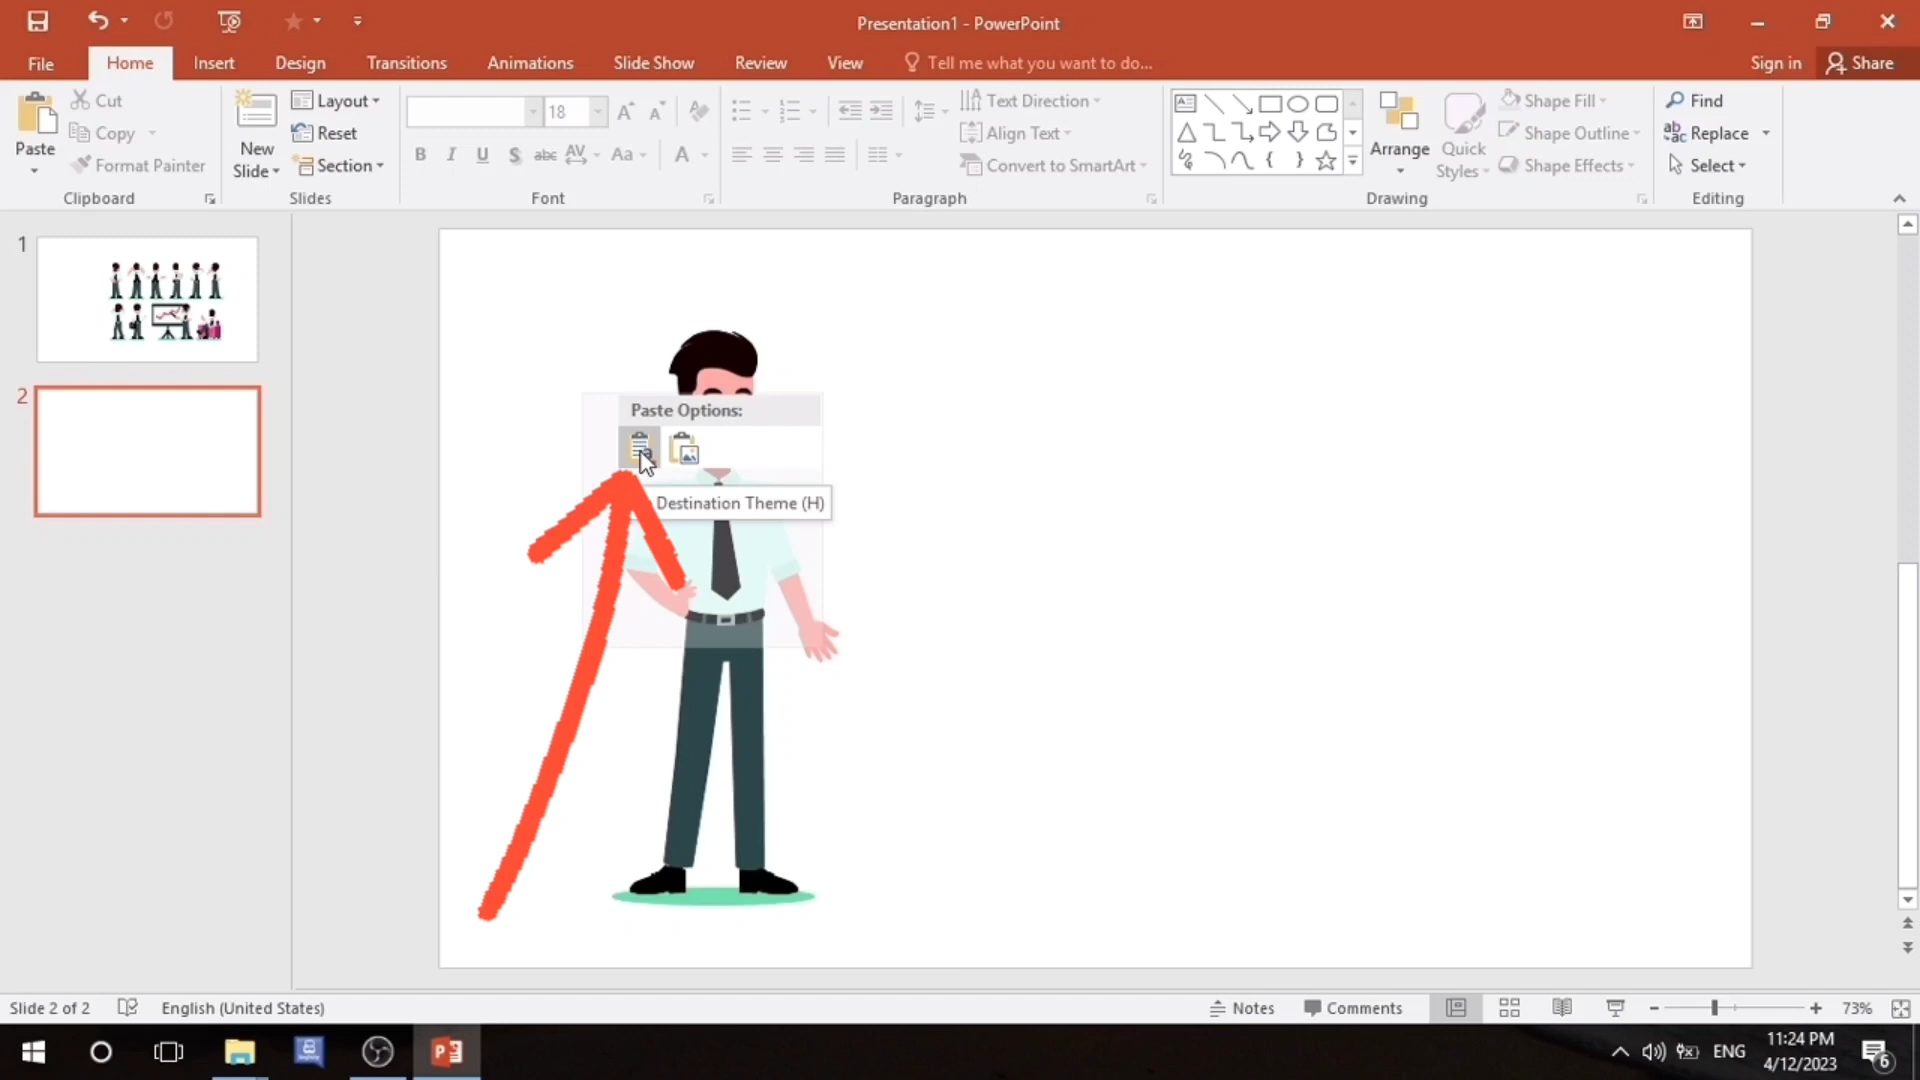 Presentation1 - PowerPoint
File Home Insert Design Transitions Animations Slide Show Review View Tell me what you want to do... Sign in Share
Paste
Cut
Copy
Format Painter
Clipboard
New
Slide
Layout
Reset
Section
Slides
18
B I U S abc AV Aa A
Font
Text Direction
Align Text
Convert to SmartArt
Paragraph
Arrange
Quick
Styles
Shape Fill
Shape Outline
Shape Effects
Drawing
Find
Replace
Select
Editing
1
2
Paste Options:
Destination Theme (H)
Slide 2 of 2 English (United States) Notes Comments 73%
ENG
11:24 PM
4/12/2023
6